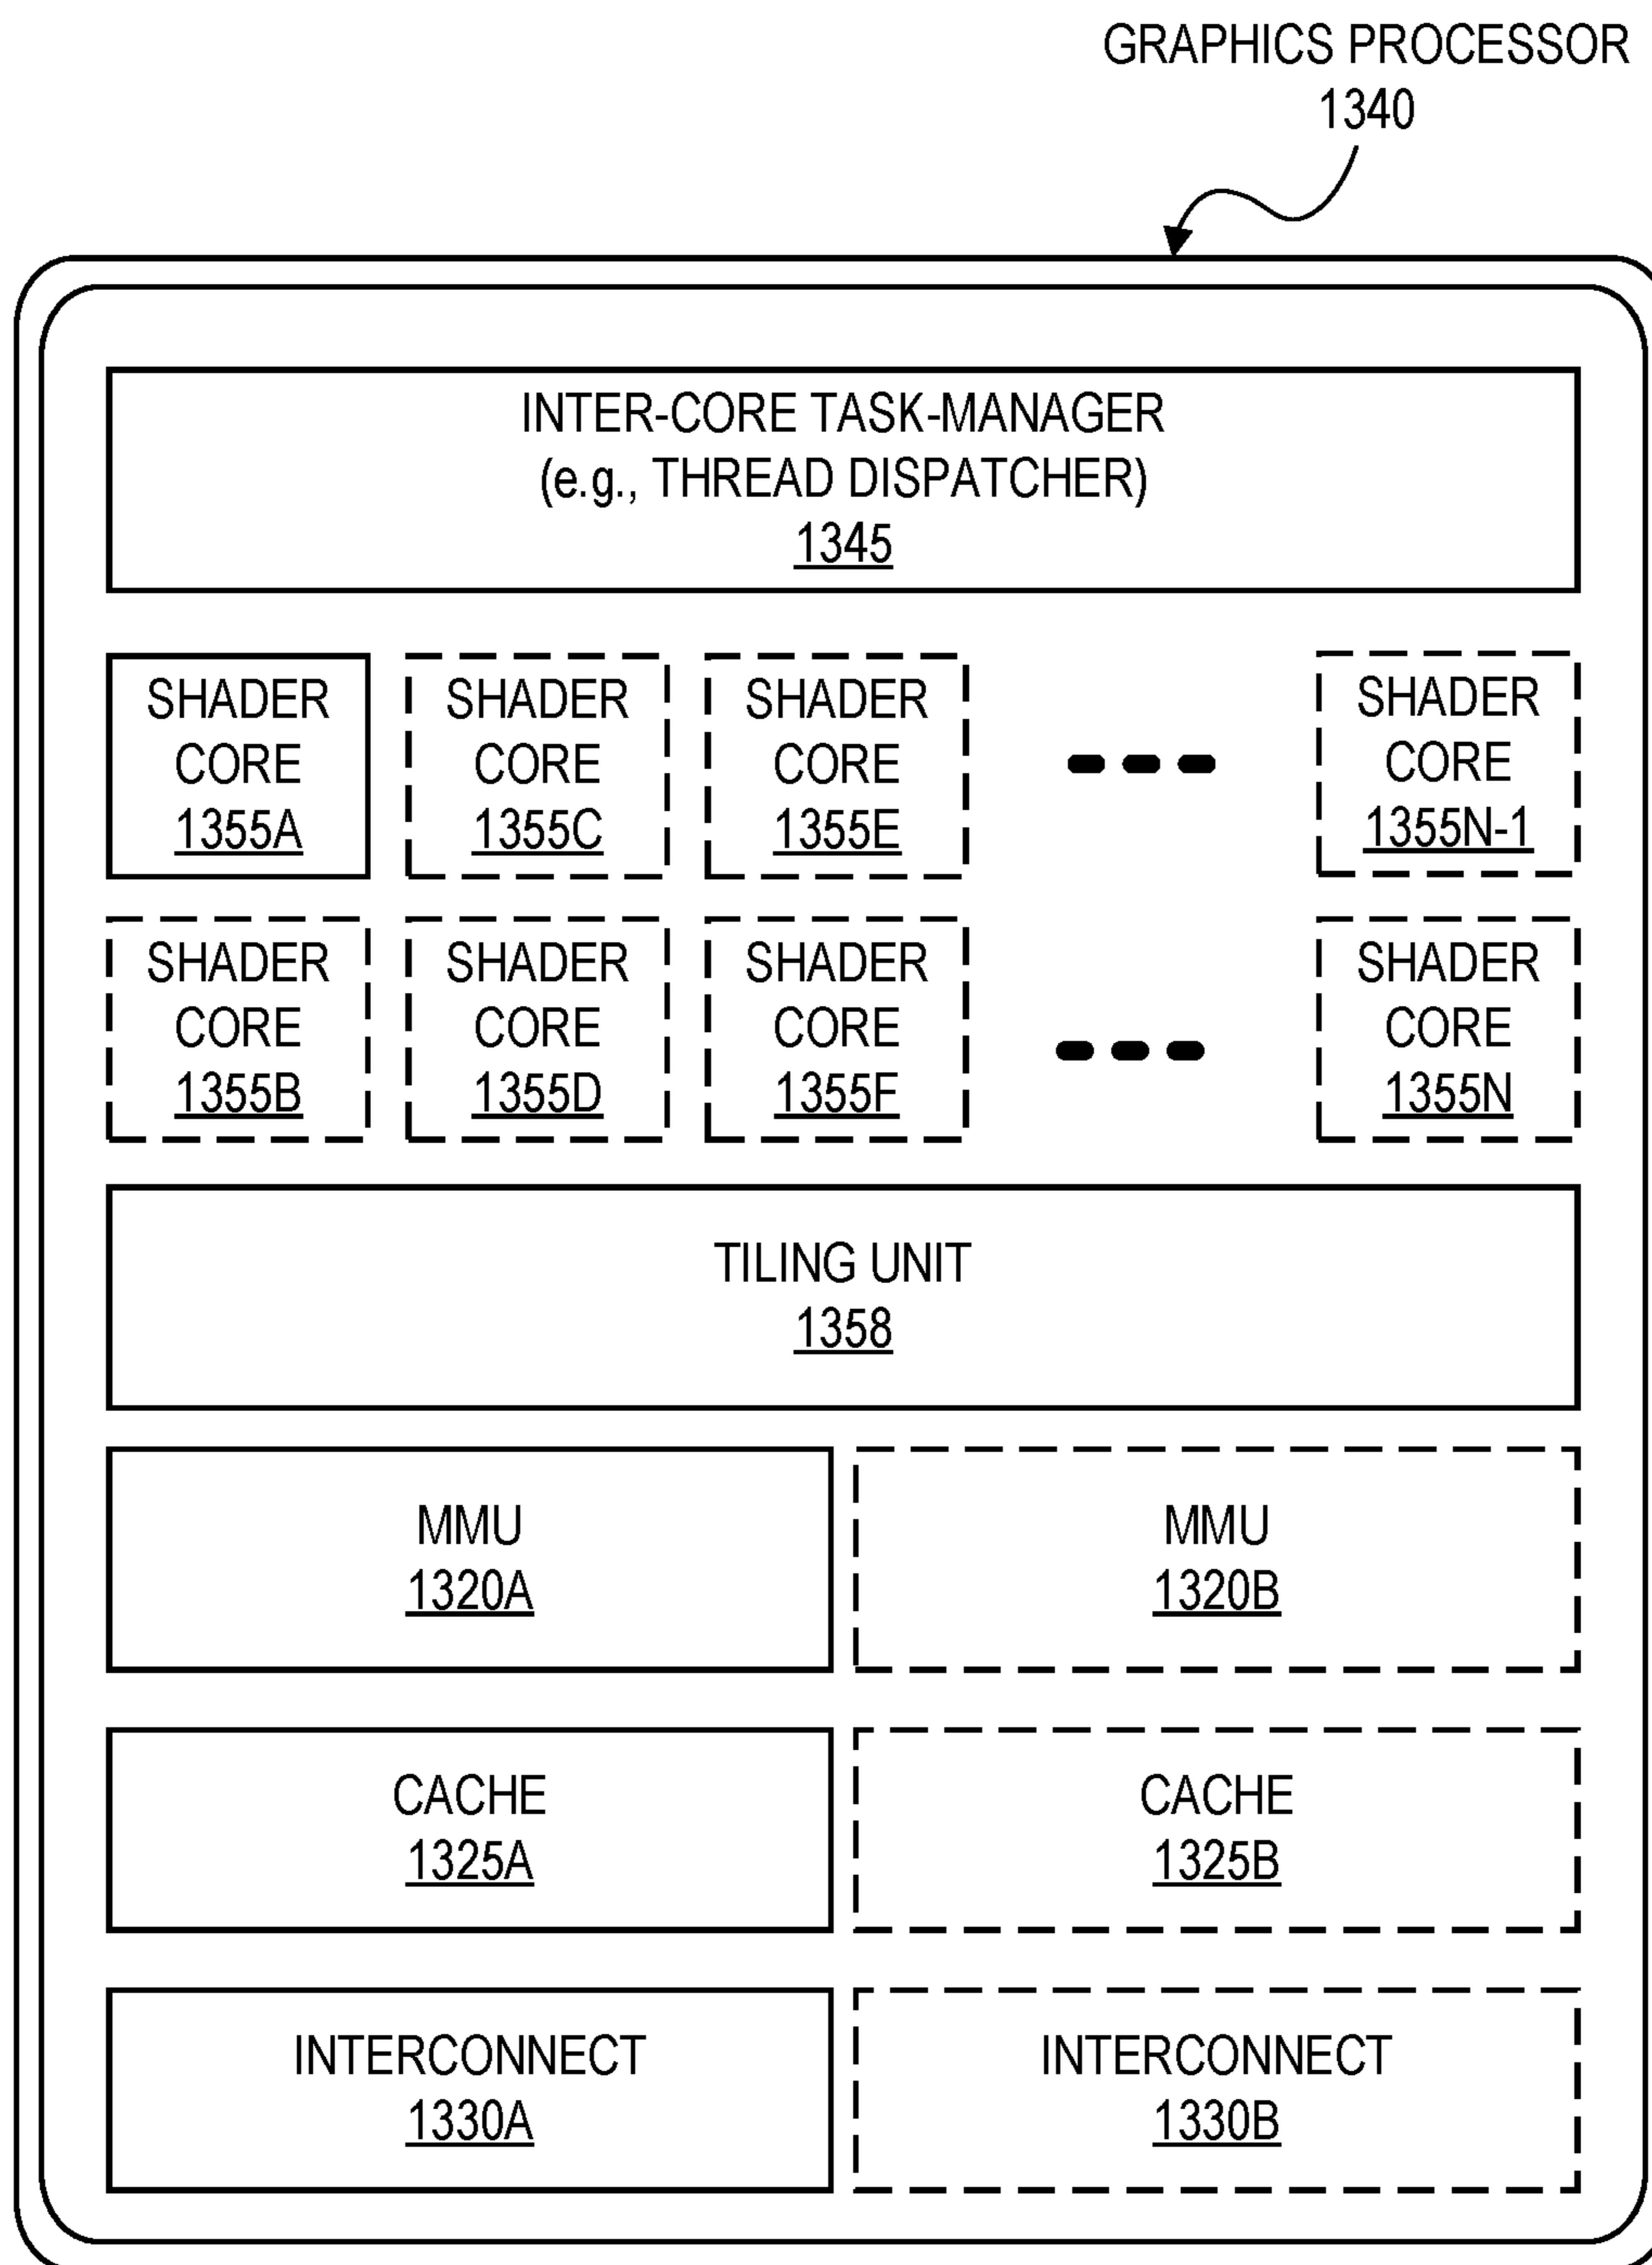 GRAPHICS PROCESSOR
1340
INTER-CORE TASK-MANAGER
(e.g., THREAD DISPATCHER)
1345
SHADER
CORE
1355A
SHADER
CORE
1355C
SHADER
CORE
1355E
SHADER
CORE
1355N-1
SHADER
CORE
1355B
SHADER
CORE
1355D
SHADER
CORE
1355F
SHADER
CORE
1355N
TILING UNIT
1358
MMU
1320A
MMU
1320B
CACHE
1325A
CACHE
1325B
INTERCONNECT
1330A
INTERCONNECT
1330B